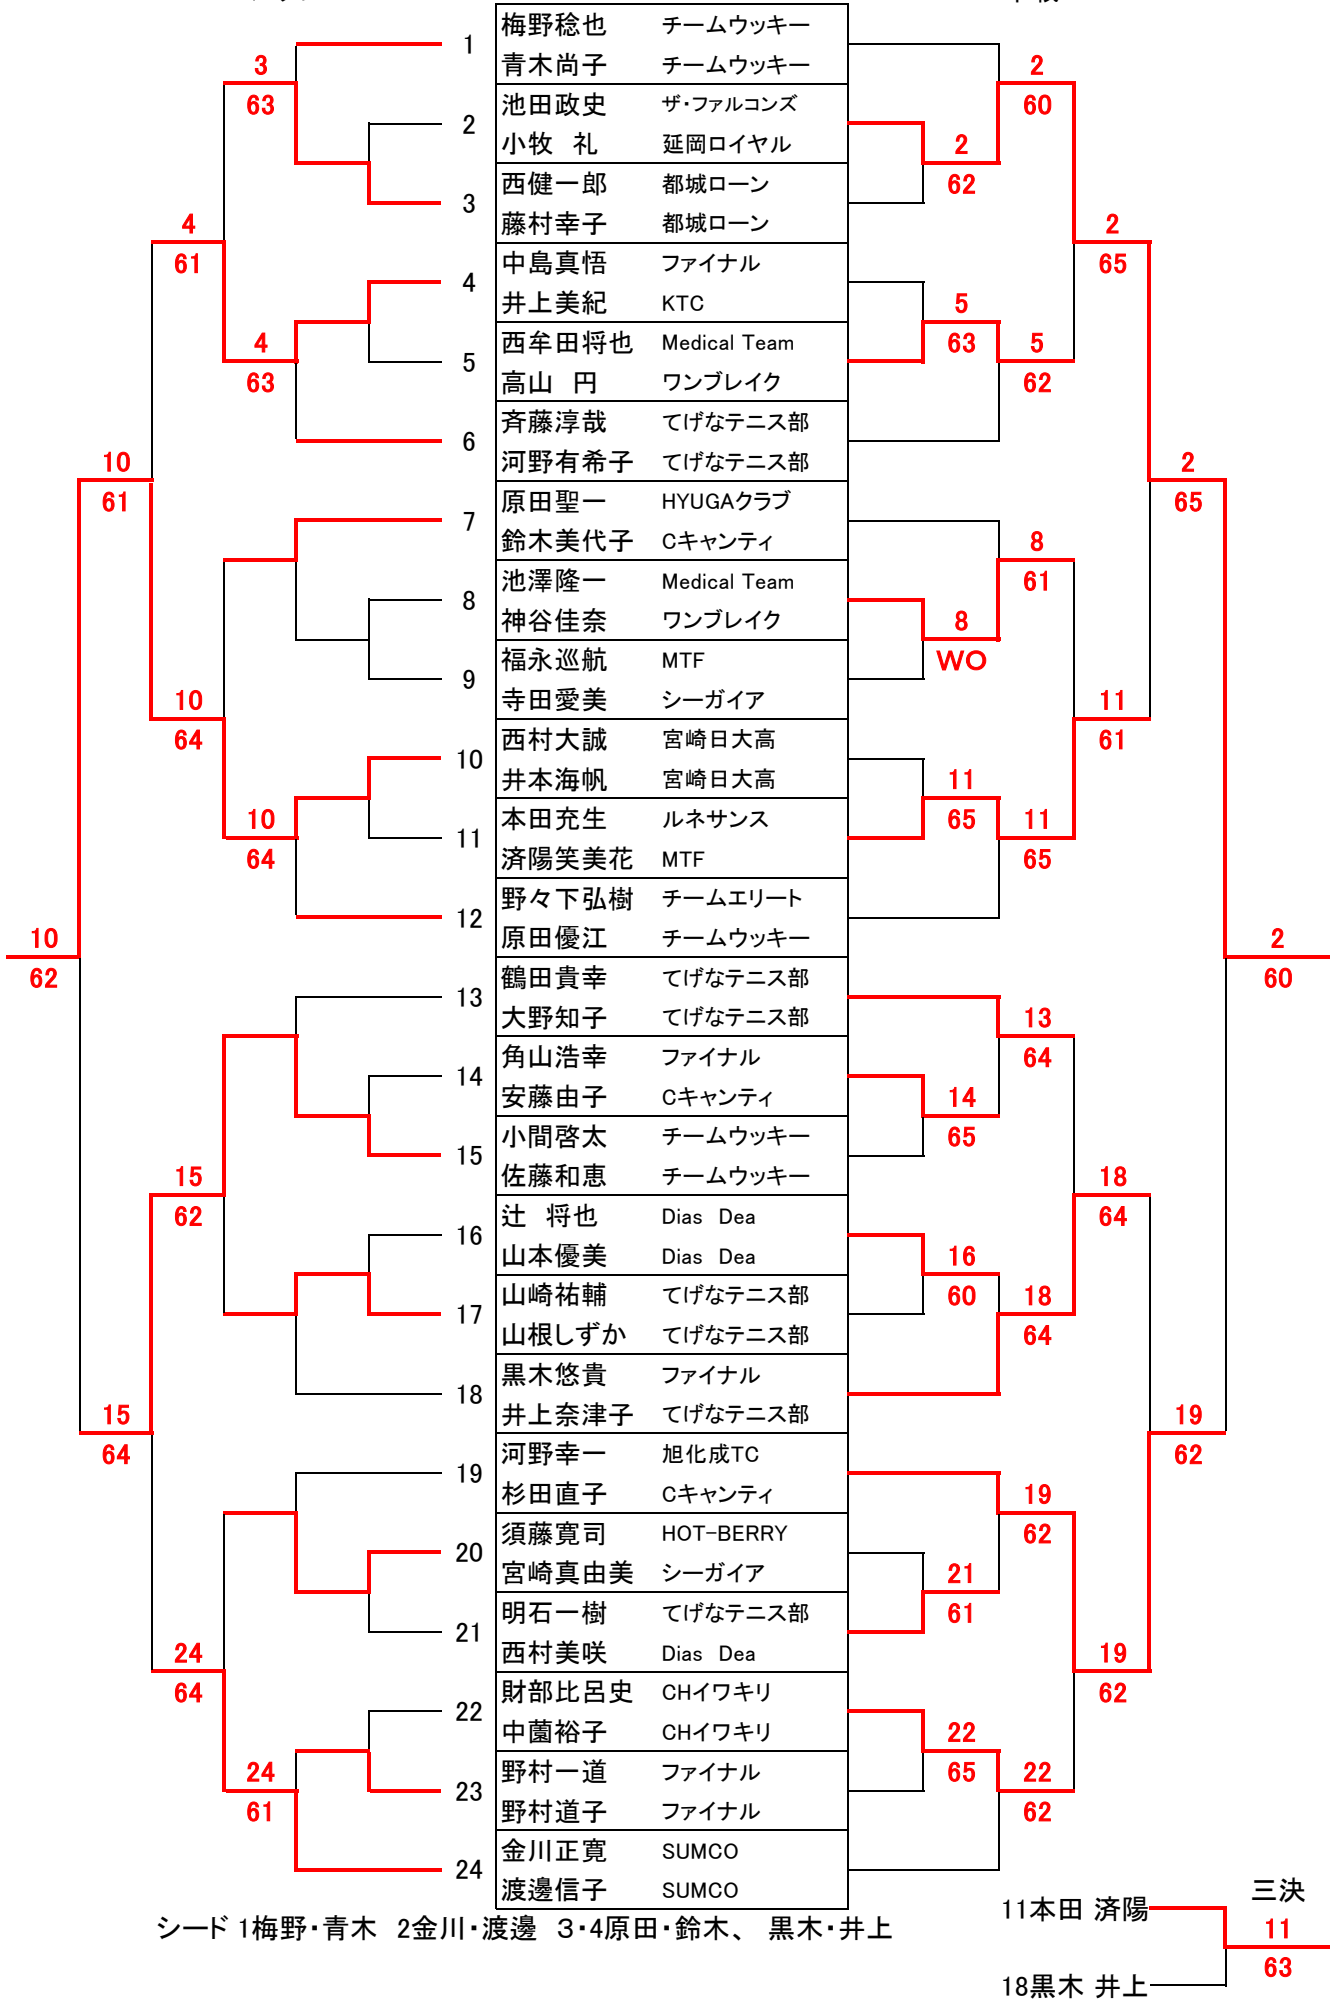 1 梅野稔也 チームウッキー
青木尚子 チームウッキー
2 池田政史 ザ・ファルコンズ
小牧 礼 延岡ロイヤル
3 西健一郎 都城ローン
藤村幸子 都城ローン
4 中島真悟 ファイナル
井上美紀 KTC
5 西牟田将也 Medical Team
高山 円 ワンブレイク
6 斉藤淳哉 てげなテニス部
河野有希子 てげなテニス部
7 原田聖一 HYUGAクラブ
鈴木美代子 Cキャンティ
8 池澤隆一 Medical Team
神谷佳奈 ワンブレイク
9 福永巡航 MTF
寺田愛美 シーガイア
10 西村大誠 宮崎日大高
井本海帆 宮崎日大高
11 本田充生 ルネサンス
済陽笑美花 MTF
12 野々下弘樹 チームエリート
原田優江 チームウッキー
13 鶴田貴幸 てげなテニス部
大野知子 てげなテニス部
14 角山浩幸 ファイナル
安藤由子 Cキャンティ
15 小間啓太 チームウッキー
佐藤和恵 チームウッキー
16 辻 将也 Dias Dea
山本優美 Dias Dea
17 山崎祐輔 てげなテニス部
山根しずか てげなテニス部
18 黒木悠貴 ファイナル
井上奈津子 てげなテニス部
19 河野幸一 旭化成TC
杉田直子 Cキャンティ
20 須藤寛司 HOT-BERRY
宮崎真由美 シーガイア
21 明石一樹 てげなテニス部
西村美咲 Dias Dea
22 財部比呂史 CHイワキリ
中薗裕子 CHイワキリ
23 野村一道 ファイナル
野村道子 ファイナル
24 金川正寛 SUMCO
渡邊信子 SUMCO
3
63
4
61
4
63
10
61
10
64
10
64
10
62
15
62
15
64
24
64
24
61
2
60
2
62
2
65
5
63
5
62
2
65
8
61
8
WO
11
61
11
65
11
65
2
60
13
64
14
65
18
64
16
60
18
64
19
62
19
62
21
61
19
62
22
65
22
62
シード 1梅野・青木 2金川・渡邊 3・4原田・鈴木、 黒木・井上
三決
11本田 済陽
11
63
18黒木 井上